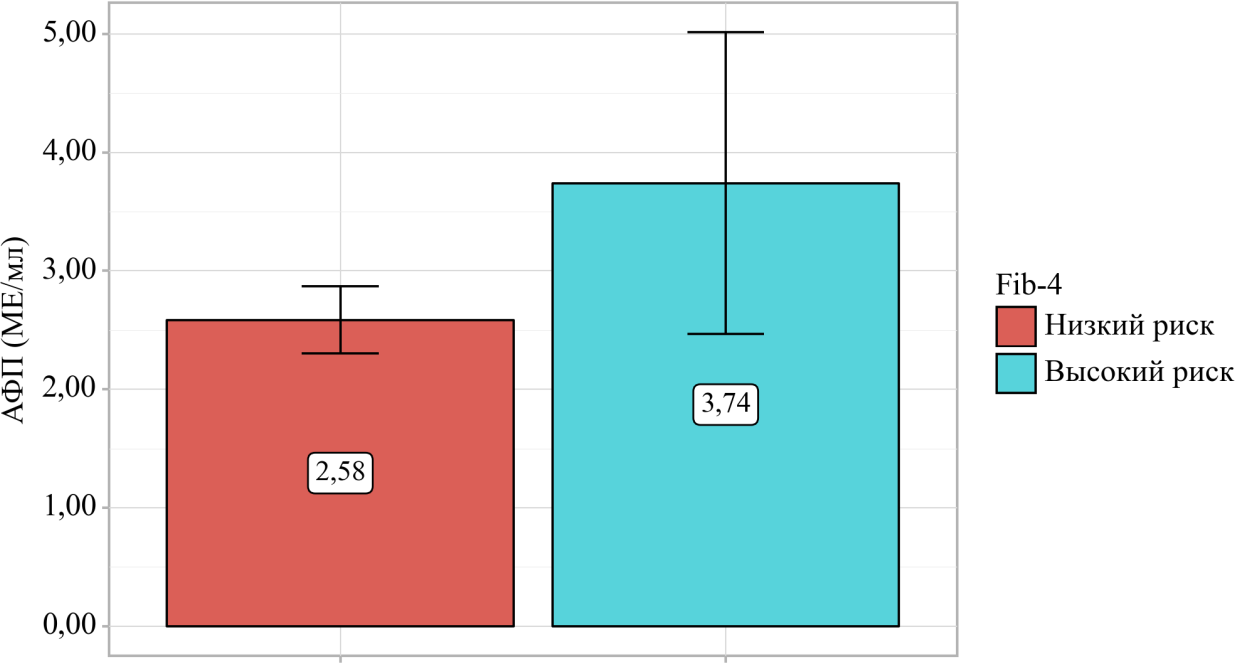 5,00
4,00
3,00
2,00
1,00
0,00
АФП (МЕ/мл)
2,58
3,74
Fib-4
Низкий риск
Высокий риск